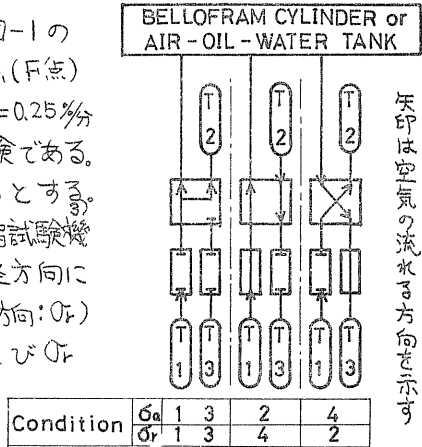 BELLOFRAM CYLINDER or
AIR-OIL-WATER TANK
T2 T2 T2
T1 T3 T1 T3 T1 T3
矢印は空気の流れる方向を示す
Condition σa 1 3 2 4
σr 1 3 4 2
図-1の
(F点)
=0.25%/分
験である。
とする。
試験機
方向に
方向:σr)
及びσr